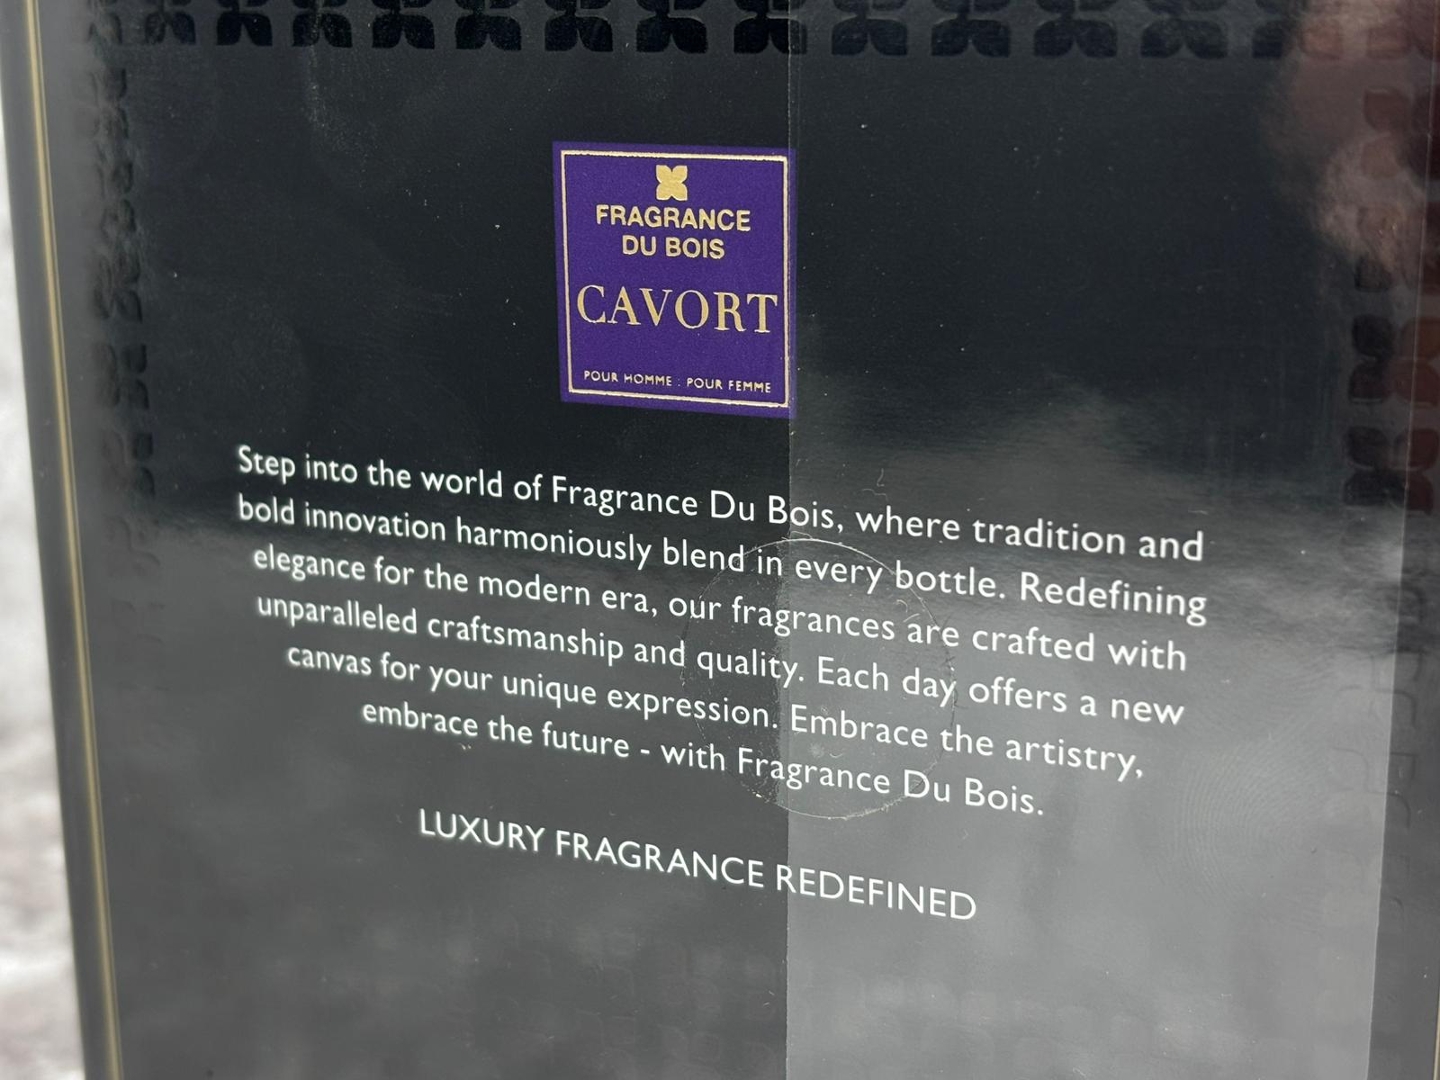 FRAGRANCE
DU BOIS
CAVORT
POUR HOMME : POUR FEMME
Step into the world of Fragrance Du Bois, where tradition and
bold innovation harmoniously blend in every bottle. Redefining
elegance for the modern era, our fragrances are crafted with
unparalleled craftsmanship and quality. Each day offers a new
canvas for your unique expression. Embrace the artistry,
embrace the future - with Fragrance Du Bois.
LUXURY FRAGRANCE REDEFINED